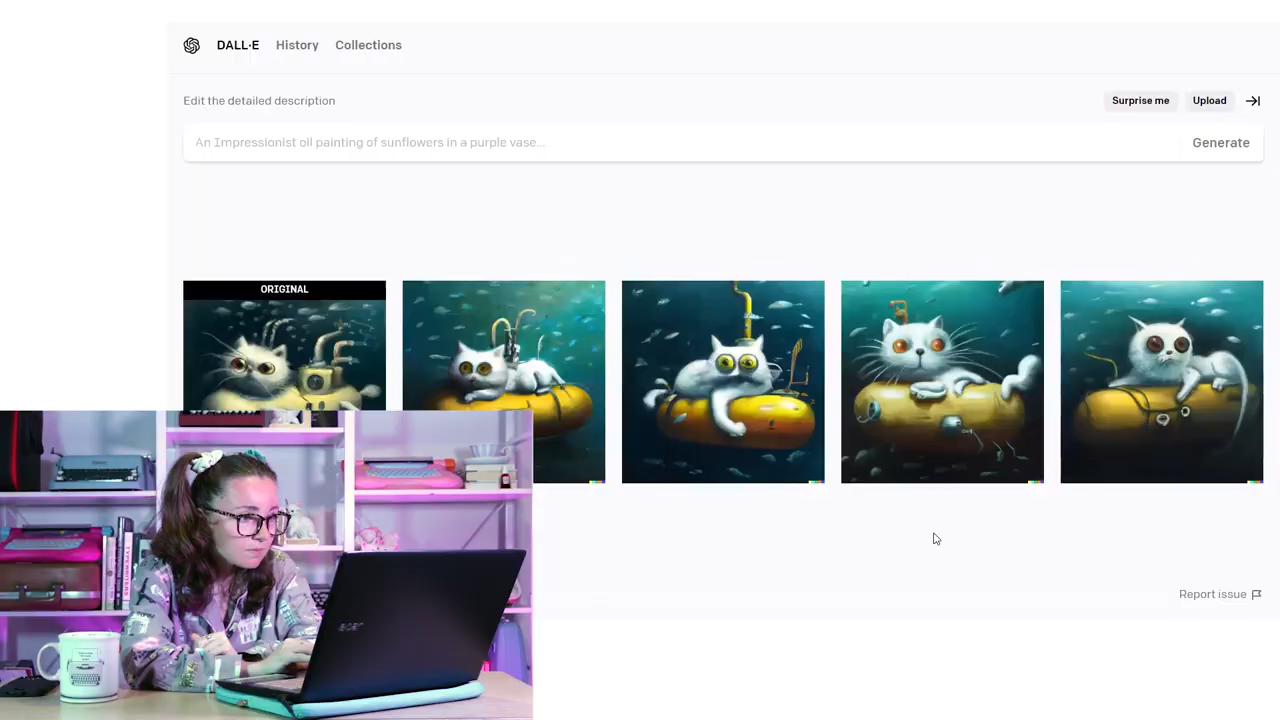 DALL·E History Collections
Edit the detailed description
Surprise me
Upload
An Impressionist oil painting of sunflowers in a purple vase...
Generate
ORIGINAL
acer
Report issue